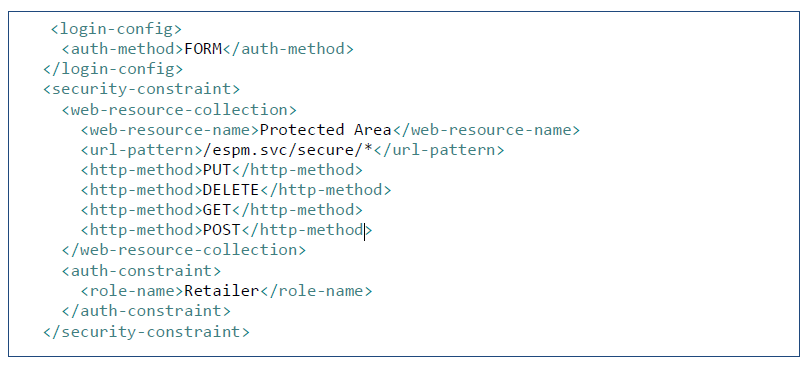 <login-config>
<auth-method>FORM</auth-method>
</login-config>
<security-constraint>
<web-resource-collection>
<web-resource-name>Protected Area</web-resource-name>
<url-pattern>/espm.svc/secure/*</url-pattern>
<http-method>PUT</http-method>
<http-method>DELETE</http-method>
<http-method>GET</http-method>
<http-method>POST</http-method>
</web-resource-collection>
<auth-constraint>
<role-name>Retailer</role-name>
</auth-constraint>
</security-constraint>